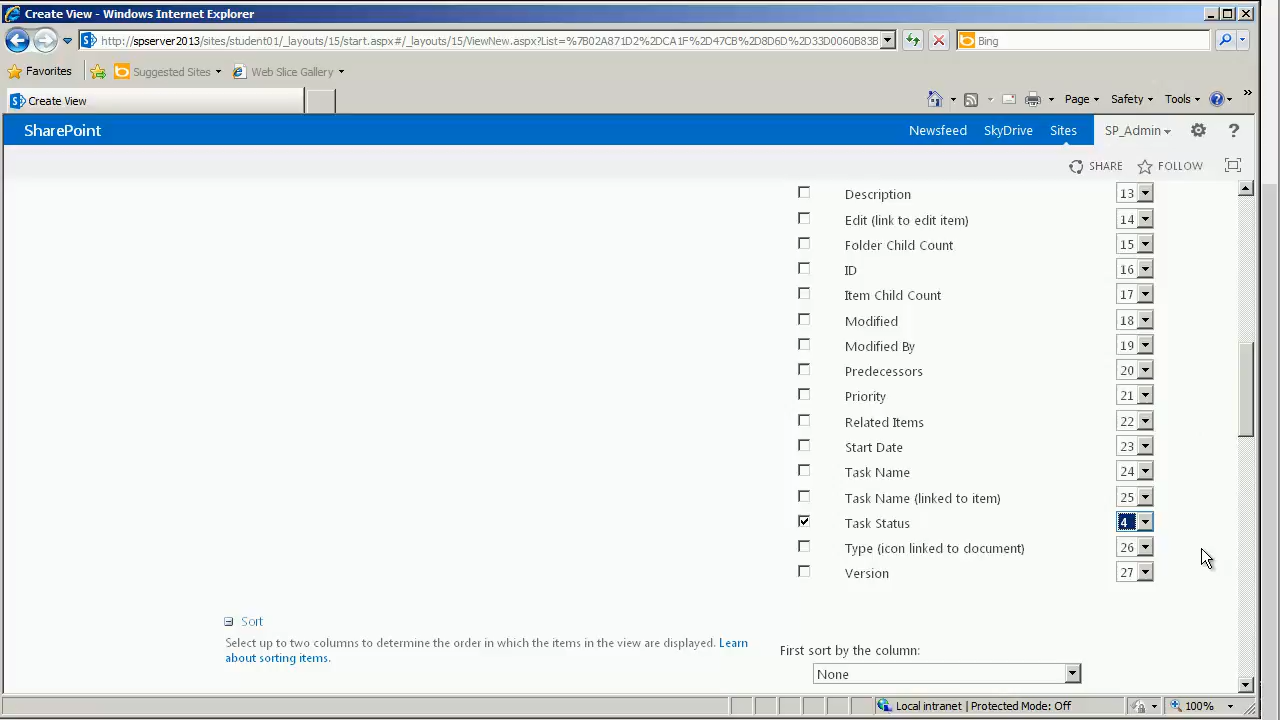 Create View - Windows Internet Explorer
http://spserver2013/sites/student01/_layouts/15/start.aspx#/_layouts/15/ViewNew.aspx?List=%7B02A871D2%2DCA1F%2D47CB%2D8D6D%2D33D0060B83B
Bing
Favorites
Suggested Sites
Web Slice Gallery
Create View
Page
Safety
Tools
SharePoint
Newsfeed
SkyDrive
Sites
SP_Admin
SHARE
FOLLOW
Description 13
Edit (link to edit item) 14
Folder Child Count 15
ID 16
Item Child Count 17
Modified 18
Modified By 19
Predecessors 20
Priority 21
Related Items 22
Start Date 23
Task Name 24
Task Name (linked to item) 25
Task Status 4
Type (icon linked to document) 26
Version 27
Sort
Select up to two columns to determine the order in which the items in the view are displayed. Learn
about sorting items.
First sort by the column:
None
Local intranet | Protected Mode: Off
100%